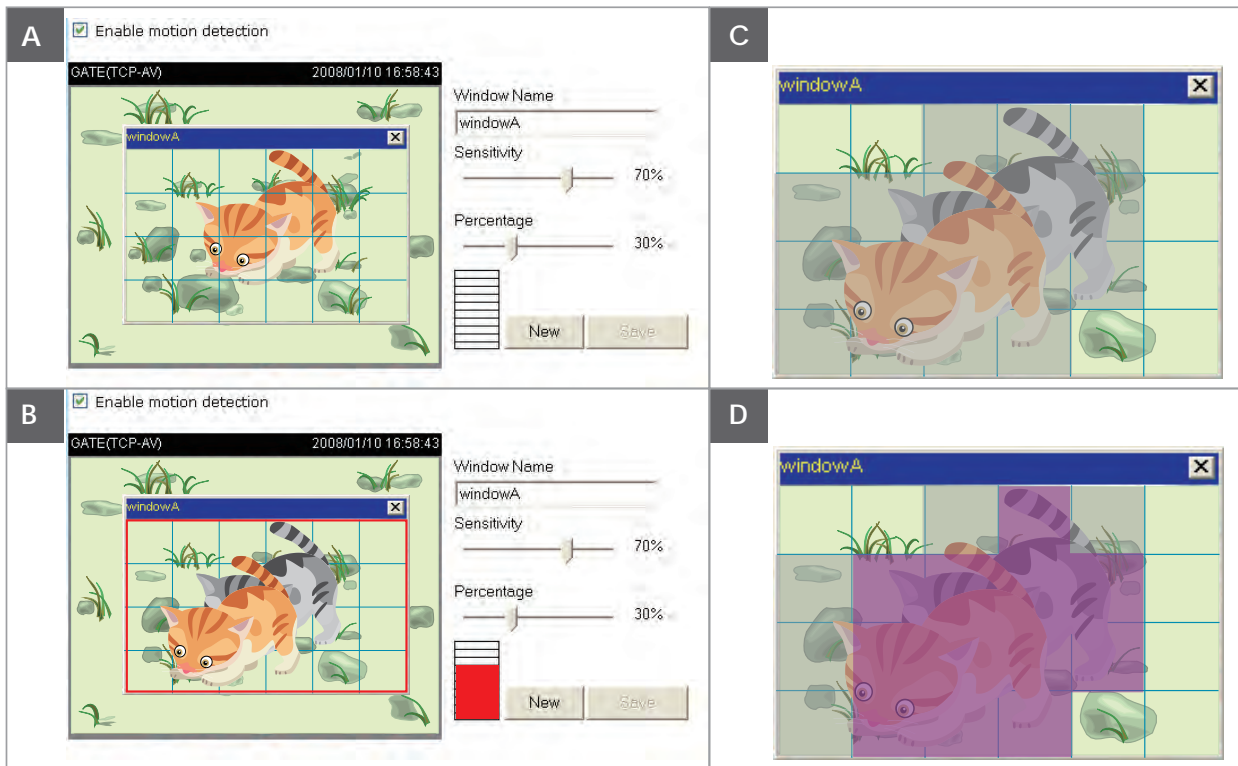 A
Enable motion detection
GATE(TCP-AV) 2008/01/10 16:58:43
windowA
Window Name
windowA
Sensitivity
70%
Percentage
30%
New Save
C
windowA
B
Enable motion detection
GATE(TCP-AV) 2008/01/10 16:58:43
windowA
Window Name
windowA
Sensitivity
70%
Percentage
30%
New Save
D
windowA